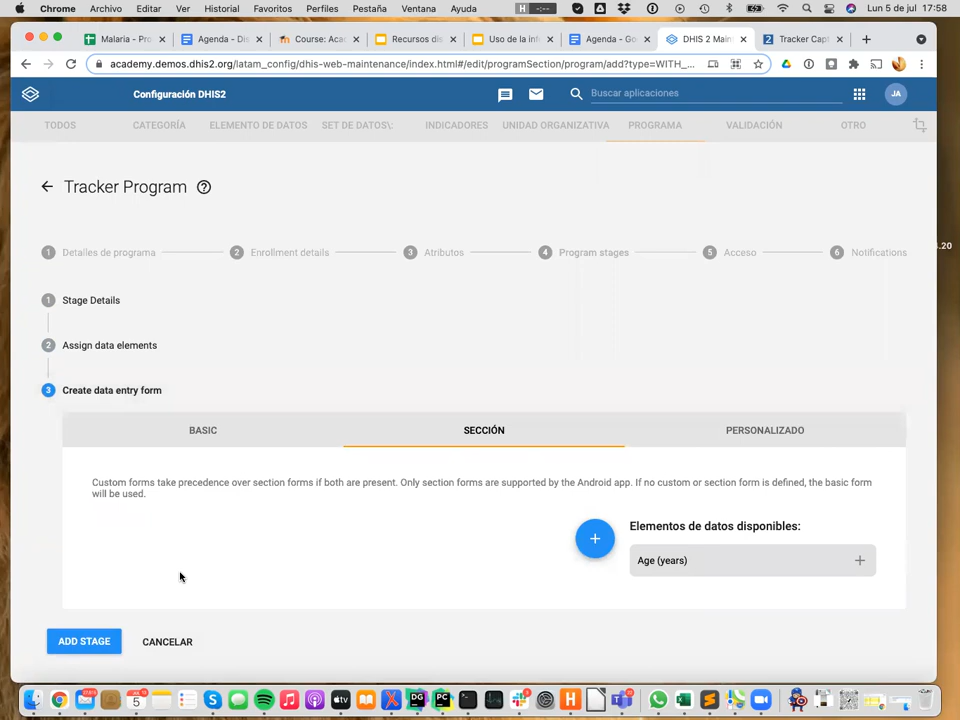 Chrome Archivo Editar Ver Historial Favoritos Perfiles Pestaña Ventana Ayuda H --:-- Lun 5 de jul 17:58
Malaria - Pro
Agenda - Dis
Course: Aca
Recursos dis
Uso de la inf
Agenda - Go
DHIS 2 Main
Tracker Capt
academy.demos.dhis2.org/latam_config/dhis-web-maintenance/index.html#/edit/programSection/program/add?type=WITH_...
Configuración DHIS2
Buscar aplicaciones
JA
TODOS CATEGORÍA ELEMENTO DE DATOS SET DE DATOS\; INDICADORES UNIDAD ORGANIZATIVA PROGRAMA VALIDACIÓN OTRO
Tracker Program
.20
1 Detalles de programa 2 Enrollment details 3 Atributos 4 Program stages 5 Acceso 6 Notifications
1 Stage Details
2 Assign data elements
3 Create data entry form
BASIC SECCIÓN PERSONALIZADO
Custom forms take precedence over section forms if both are present. Only section forms are supported by the Android app. If no custom or section form is defined, the basic form
will be used.
Elementos de datos disponibles:
Age (years)
ADD STAGE CANCELAR